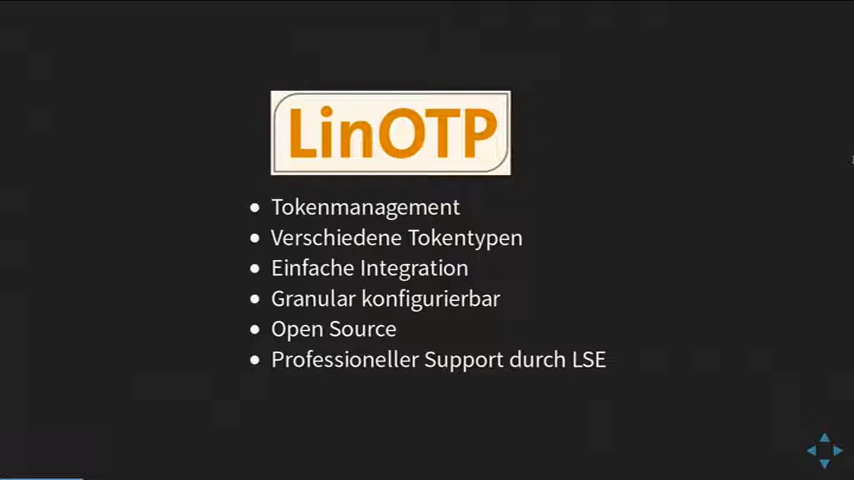 LinOTP
Tokenmanagement
Verschiedene Tokentypen
Einfache Integration
Granular konfigurierbar
Open Source
Professioneller Support durch LSE